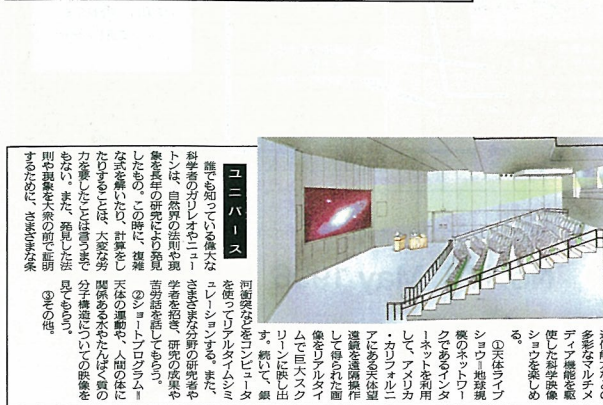 ユニバース
誰でも知っている偉大な
科学者のガリレオやニュー
トンは、自然界の法則や現
象を長年の研究により発見
したもの。この時に、複雑
な式を解いたり、計算をし
たりすることは、大変な労
力を要したことは言うまで
もない。また、発見した法
則や現象を大衆の前で証明
するために、さまざまな条
多彩なマルチメ
ディア機能を駆
使した科学映像
ショウを楽しめ
る。
①天体ライブ
ショウ=地球規
模のネットワー
クであるインタ
ーネットを利用
して、アメリカ
・カリフォルニ
アにある天体望
遠鏡を遠隔操作
して得られた画
像をリアルタイ
ムで巨大スク
リーンに映し出
す。続いて、銀
河衝突などをコンピュータ
を使ってリアルタイムシミ
ュレーションする。また、
さまざまな分野の研究者や
学者を招き、研究の成果や
苦労話を話してもらう。
②ショートプログラム=
天体の運動や、人間の体に
関係ある水やたんぱく質の
分子構造についての映像を
見てもらう。
③その他。